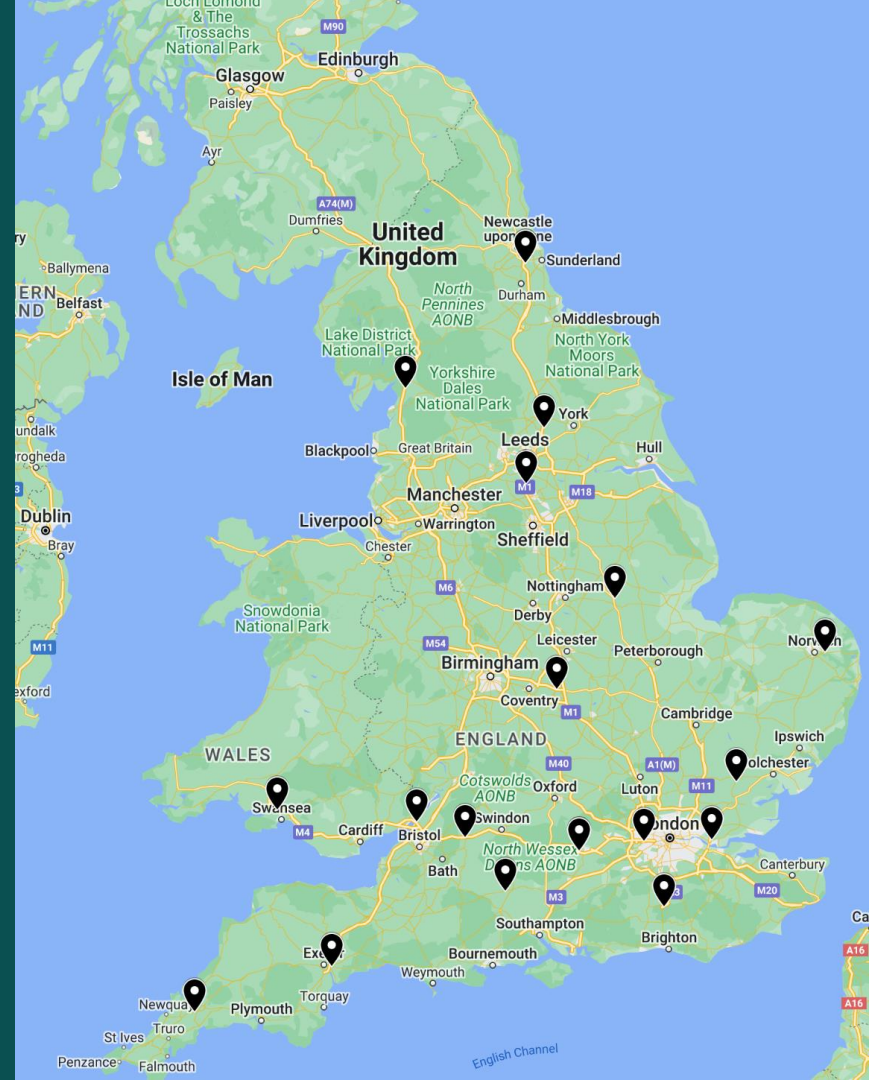 Loch Lomond
& The
Trossachs
National Park
M90
Edinburgh
Glasgow
Paisley
Ayr
A74(M)
Dumfries
United
Kingdom
Newcastle
Sunderland
Ballymena
Belfast
North
Pennines
AONB
Durham
Middlesbrough
Lake District
National Park
North York
Moors
National Park
Isle of Man
Yorkshire
Dales
National Park
York
Leeds
Blackpool
Great Britain
Hull
M1
M18
Manchester
Dublin
Liverpool
Warrington
Bray
Chester
Sheffield
M6
Nottingham
Snowdonia
National Park
Derby
M11
M54
Leicester
Birmingham
Peterborough
Coventry
M1
Cambridge
ENGLAND
Ipswich
WALES
M40
A1(M)
Cotswolds
AONB
Oxford
Luton
M11
Swansea
M4
Cardiff
Bristol
Swindon
Bath
North Wessex
AONB
Canterbury
M3
M20
Southampton
Brighton
Bournemouth
Weymouth
Torquay
Plymouth
Truro
St Ives
Penzance
Falmouth
English Channel
A16
A16